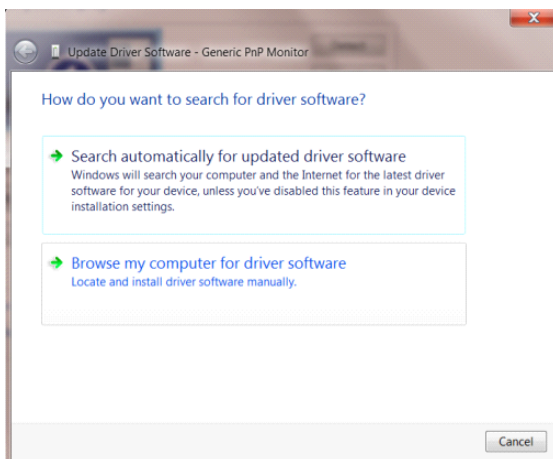 Update Driver Software - Generic PnP Monitor
How do you want to search for driver software?
Search automatically for updated driver software
Windows will search your computer and the Internet for the latest driver
software for your device, unless you've disabled this feature in your device
installation settings.
Browse my computer for driver software
Locate and install driver software manually.
Cancel